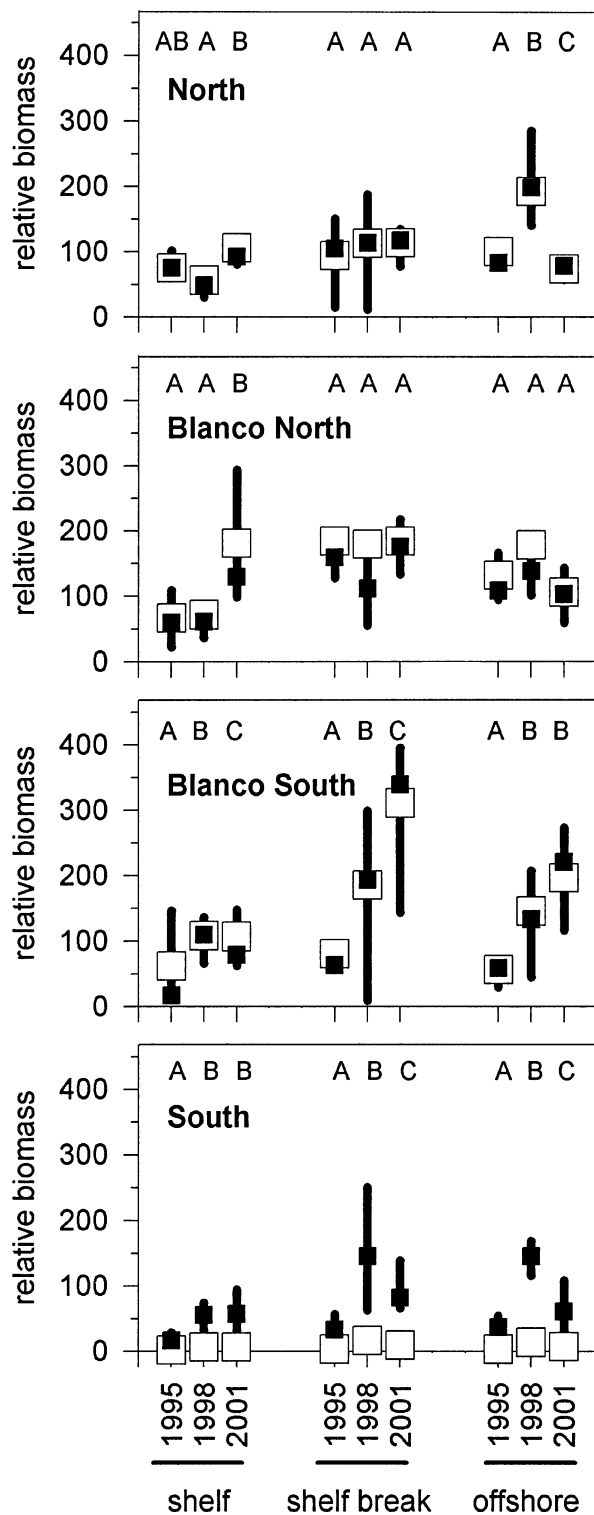 relative biomass
400
300
200
100
0
AB A B A A A A B C
North
relative biomass
400
300
200
100
0
A A B A A A A A A
Blanco North
relative biomass
400
300
200
100
0
A B C A B C A B B
Blanco South
relative biomass
400
300
200
100
0
A B B A B C A B C
South
1995 1998 2001 1995 1998 2001 1995 1998 2001
shelf shelf break offshore